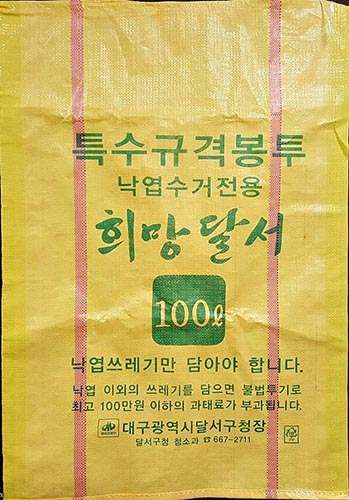 특수규격봉투
낙엽수거전용
희망달서
100ℓ
낙엽쓰레기만 담아야 합니다.
낙엽 이외의 쓰레기를 담으면 불법투기로
최고 100만원 이하의 과태료가 부과됩니다.
대구광역시달서구청장
달서구청 청소과 ☎667-2711